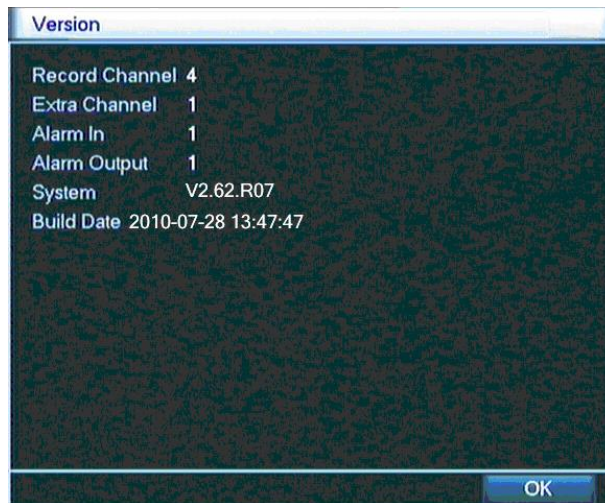 Version
Record Channel 4
Extra Channel 1
Alarm In 1
Alarm Output 1
System V2.62.R07
Build Date 2010-07-28 13:47:47
OK